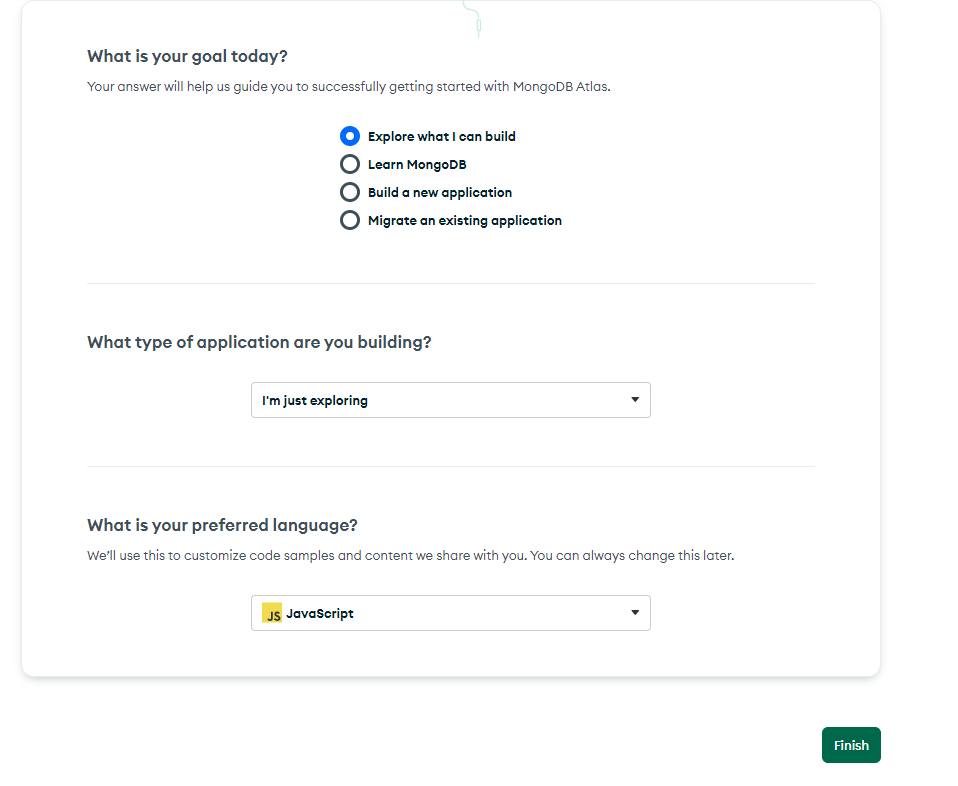 What is your goal today?
Your answer will help us guide you to successfully getting started with MongoDB Atlas.
Explore what I can build
Learn MongoDB
Build a new application
Migrate an existing application
What type of application are you building?
I'm just exploring
What is your preferred language?
We’ll use this to customize code samples and content we share with you. You can always change this later.
JS JavaScript
Finish